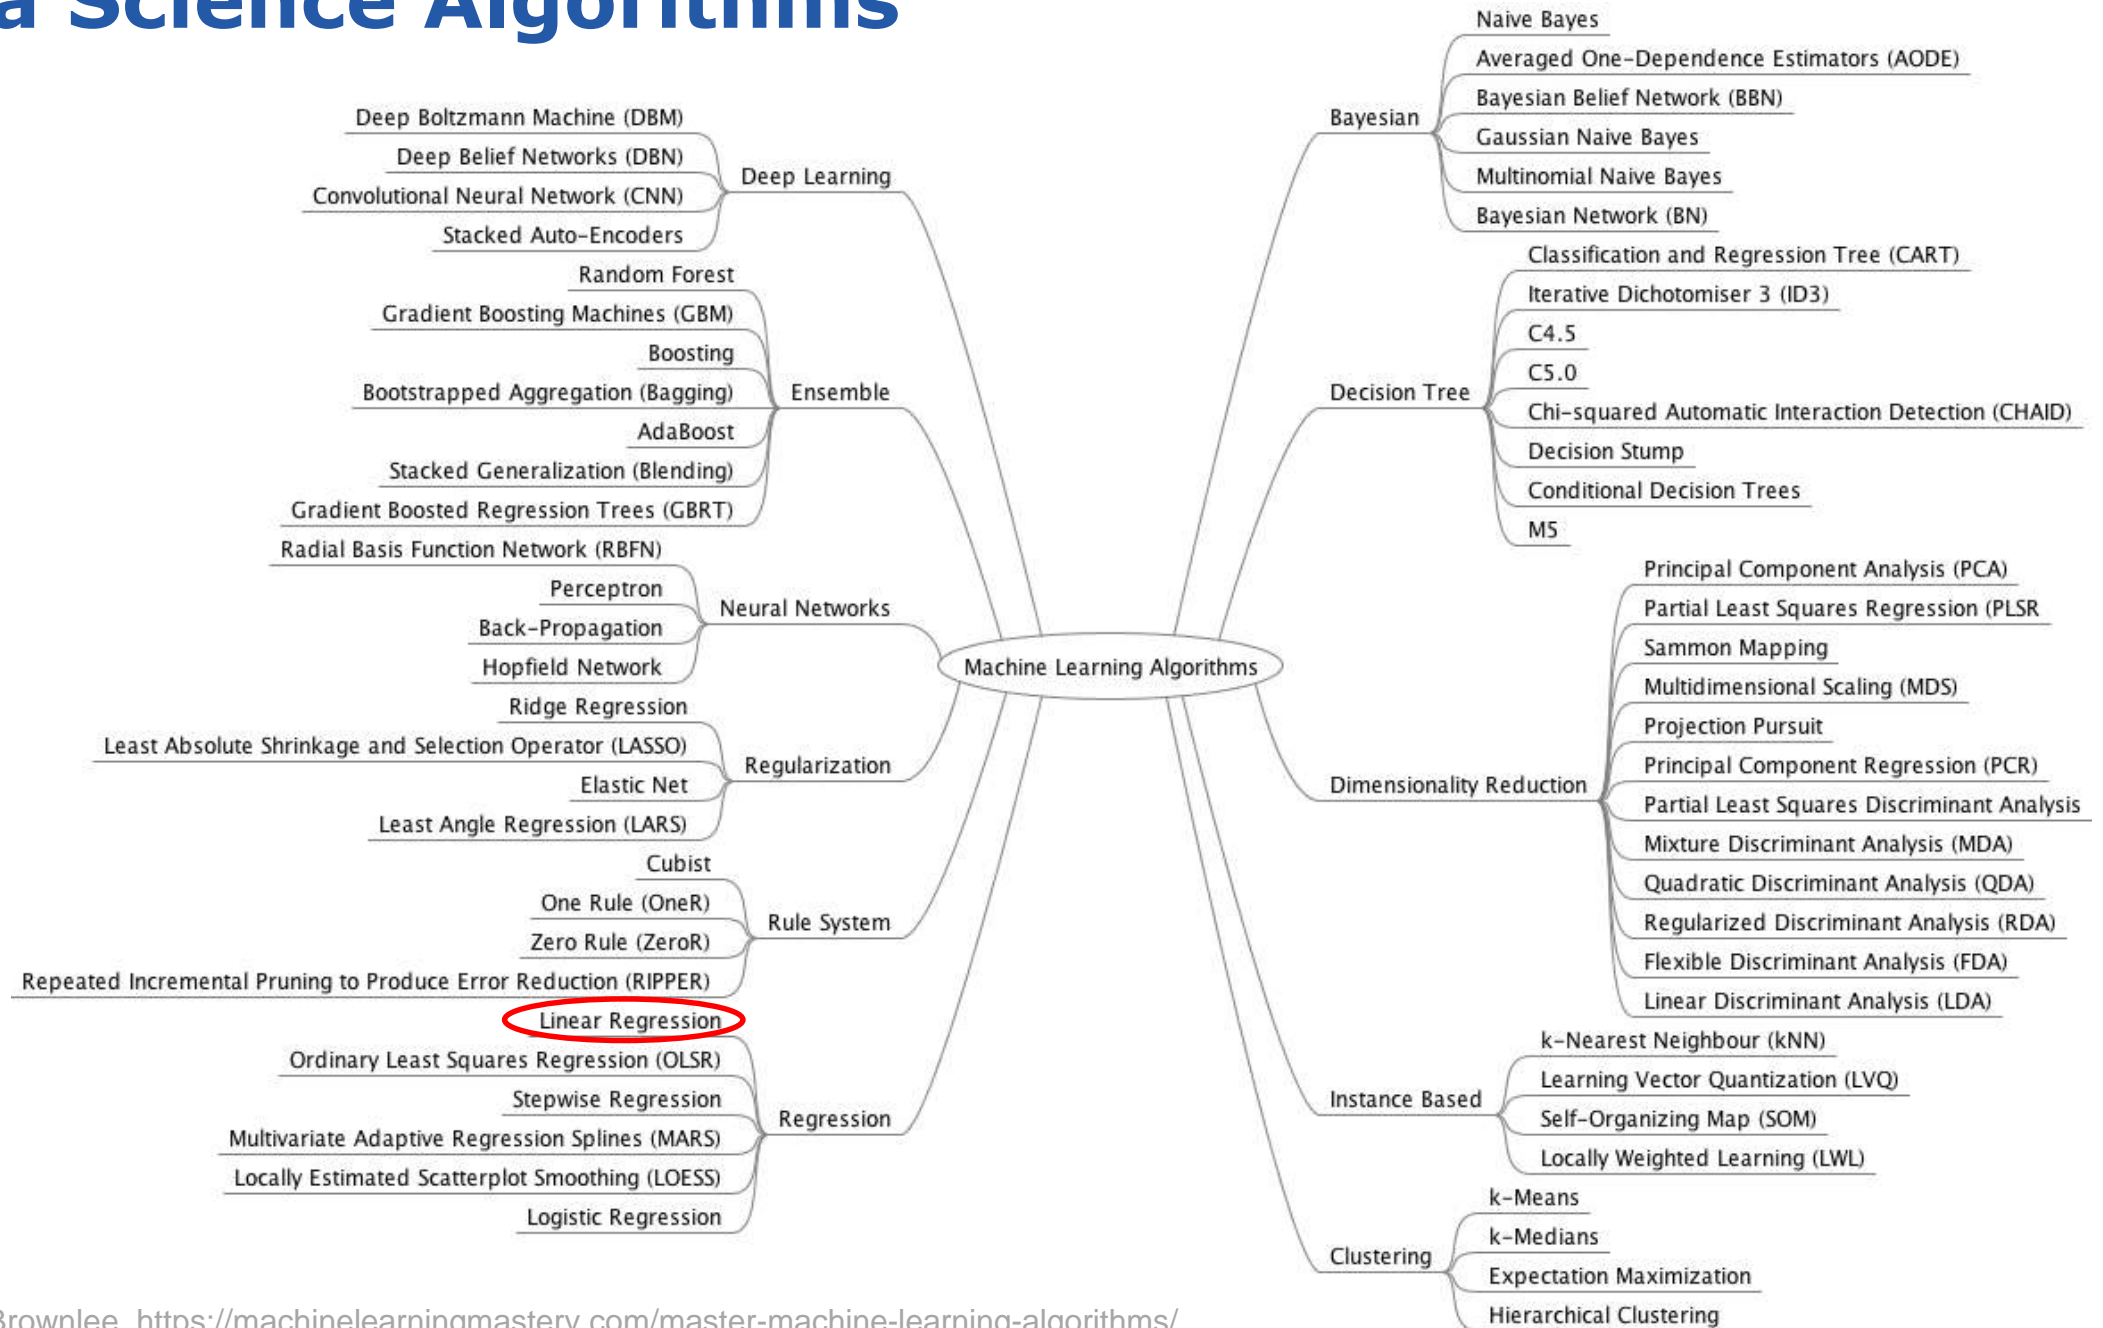 a Science Algorithms
Deep Boltzmann Machine (DBM)
Deep Belief Networks (DBN)
Convolutional Neural Network (CNN)
Stacked Auto-Encoders
Deep Learning
Random Forest
Gradient Boosting Machines (GBM)
Boosting
Bootstrapped Aggregation (Bagging)
AdaBoost
Stacked Generalization (Blending)
Gradient Boosted Regression Trees (GBRT)
Ensemble
Radial Basis Function Network (RBFN)
Perceptron
Back-Propagation
Hopfield Network
Neural Networks
Ridge Regression
Least Absolute Shrinkage and Selection Operator (LASSO)
Elastic Net
Least Angle Regression (LARS)
Regularization
Cubist
One Rule (OneR)
Zero Rule (ZeroR)
Repeated Incremental Pruning to Produce Error Reduction (RIPPER)
Rule System
Linear Regression
Ordinary Least Squares Regression (OLSR)
Stepwise Regression
Multivariate Adaptive Regression Splines (MARS)
Locally Estimated Scatterplot Smoothing (LOESS)
Logistic Regression
Regression
Machine Learning Algorithms
Bayesian
Naive Bayes
Averaged One-Dependence Estimators (AODE)
Bayesian Belief Network (BBN)
Gaussian Naive Bayes
Multinomial Naive Bayes
Bayesian Network (BN)
Decision Tree
Classification and Regression Tree (CART)
Iterative Dichotomiser 3 (ID3)
C4.5
C5.0
Chi-squared Automatic Interaction Detection (CHAID)
Decision Stump
Conditional Decision Trees
M5
Dimensionality Reduction
Principal Component Analysis (PCA)
Partial Least Squares Regression (PLSR
Sammon Mapping
Multidimensional Scaling (MDS)
Projection Pursuit
Principal Component Regression (PCR)
Partial Least Squares Discriminant Analysis
Mixture Discriminant Analysis (MDA)
Quadratic Discriminant Analysis (QDA)
Regularized Discriminant Analysis (RDA)
Flexible Discriminant Analysis (FDA)
Linear Discriminant Analysis (LDA)
Instance Based
k-Nearest Neighbour (kNN)
Learning Vector Quantization (LVQ)
Self-Organizing Map (SOM)
Locally Weighted Learning (LWL)
Clustering
k-Means
k-Medians
Expectation Maximization
Hierarchical Clustering
Brownlee, https://machinelearningmastery.com/master-machine-learning-algorithms/